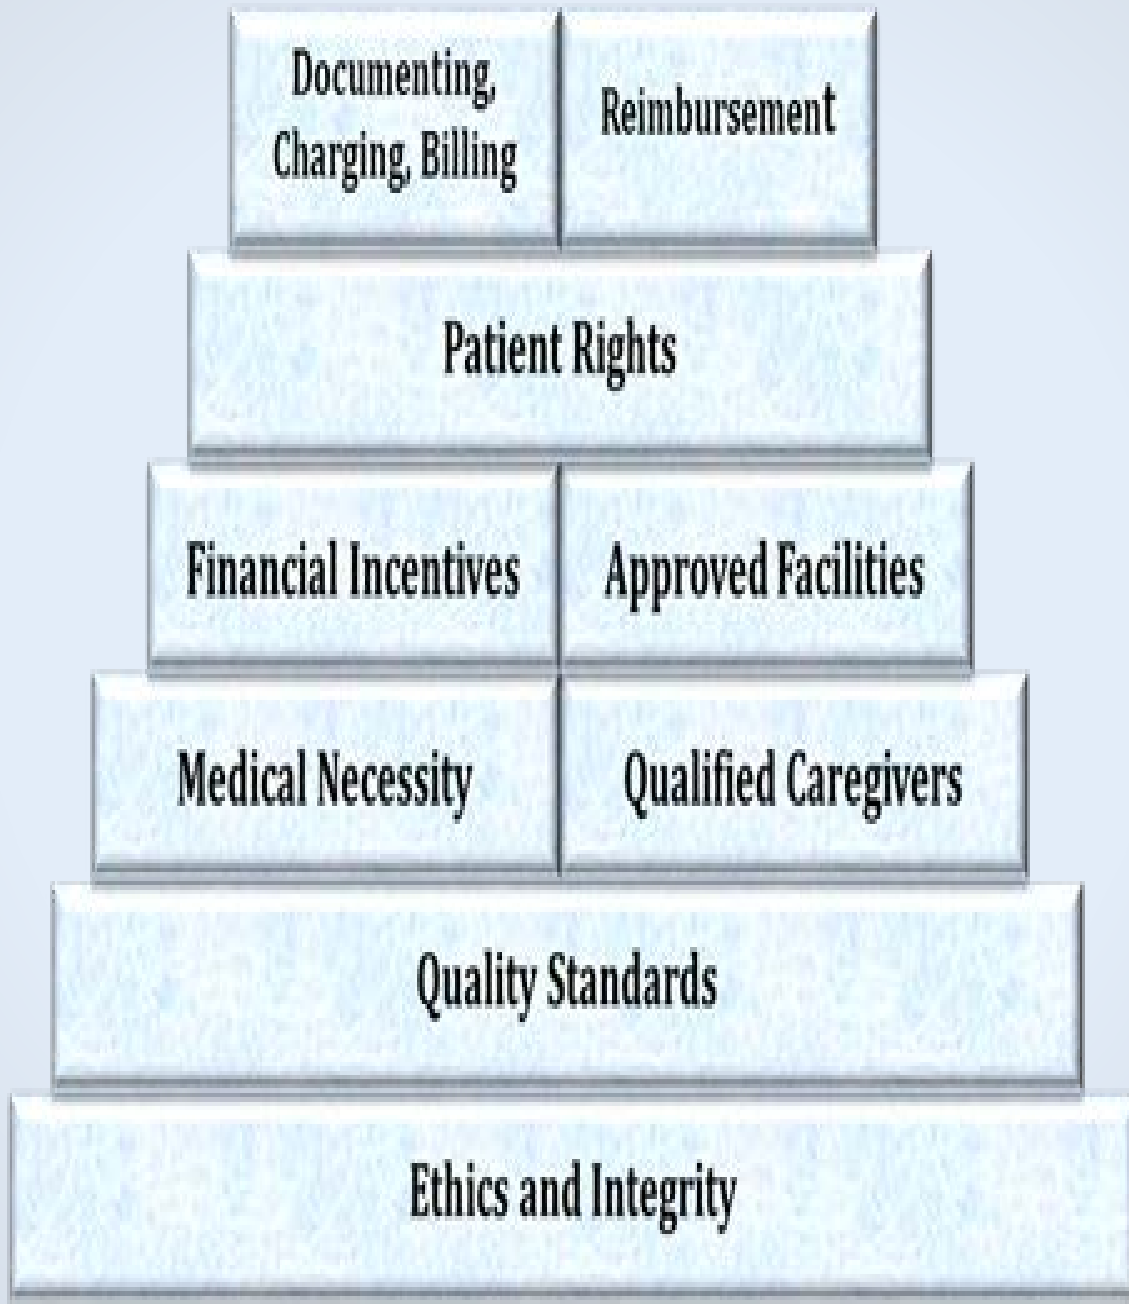 Documenting,
Charging, Billing
Reimbursement
Patient Rights
Financial Incentives
Approved Facilities
Medical Necessity
Qualified Caregivers
Quality Standards
Ethics and Integrity